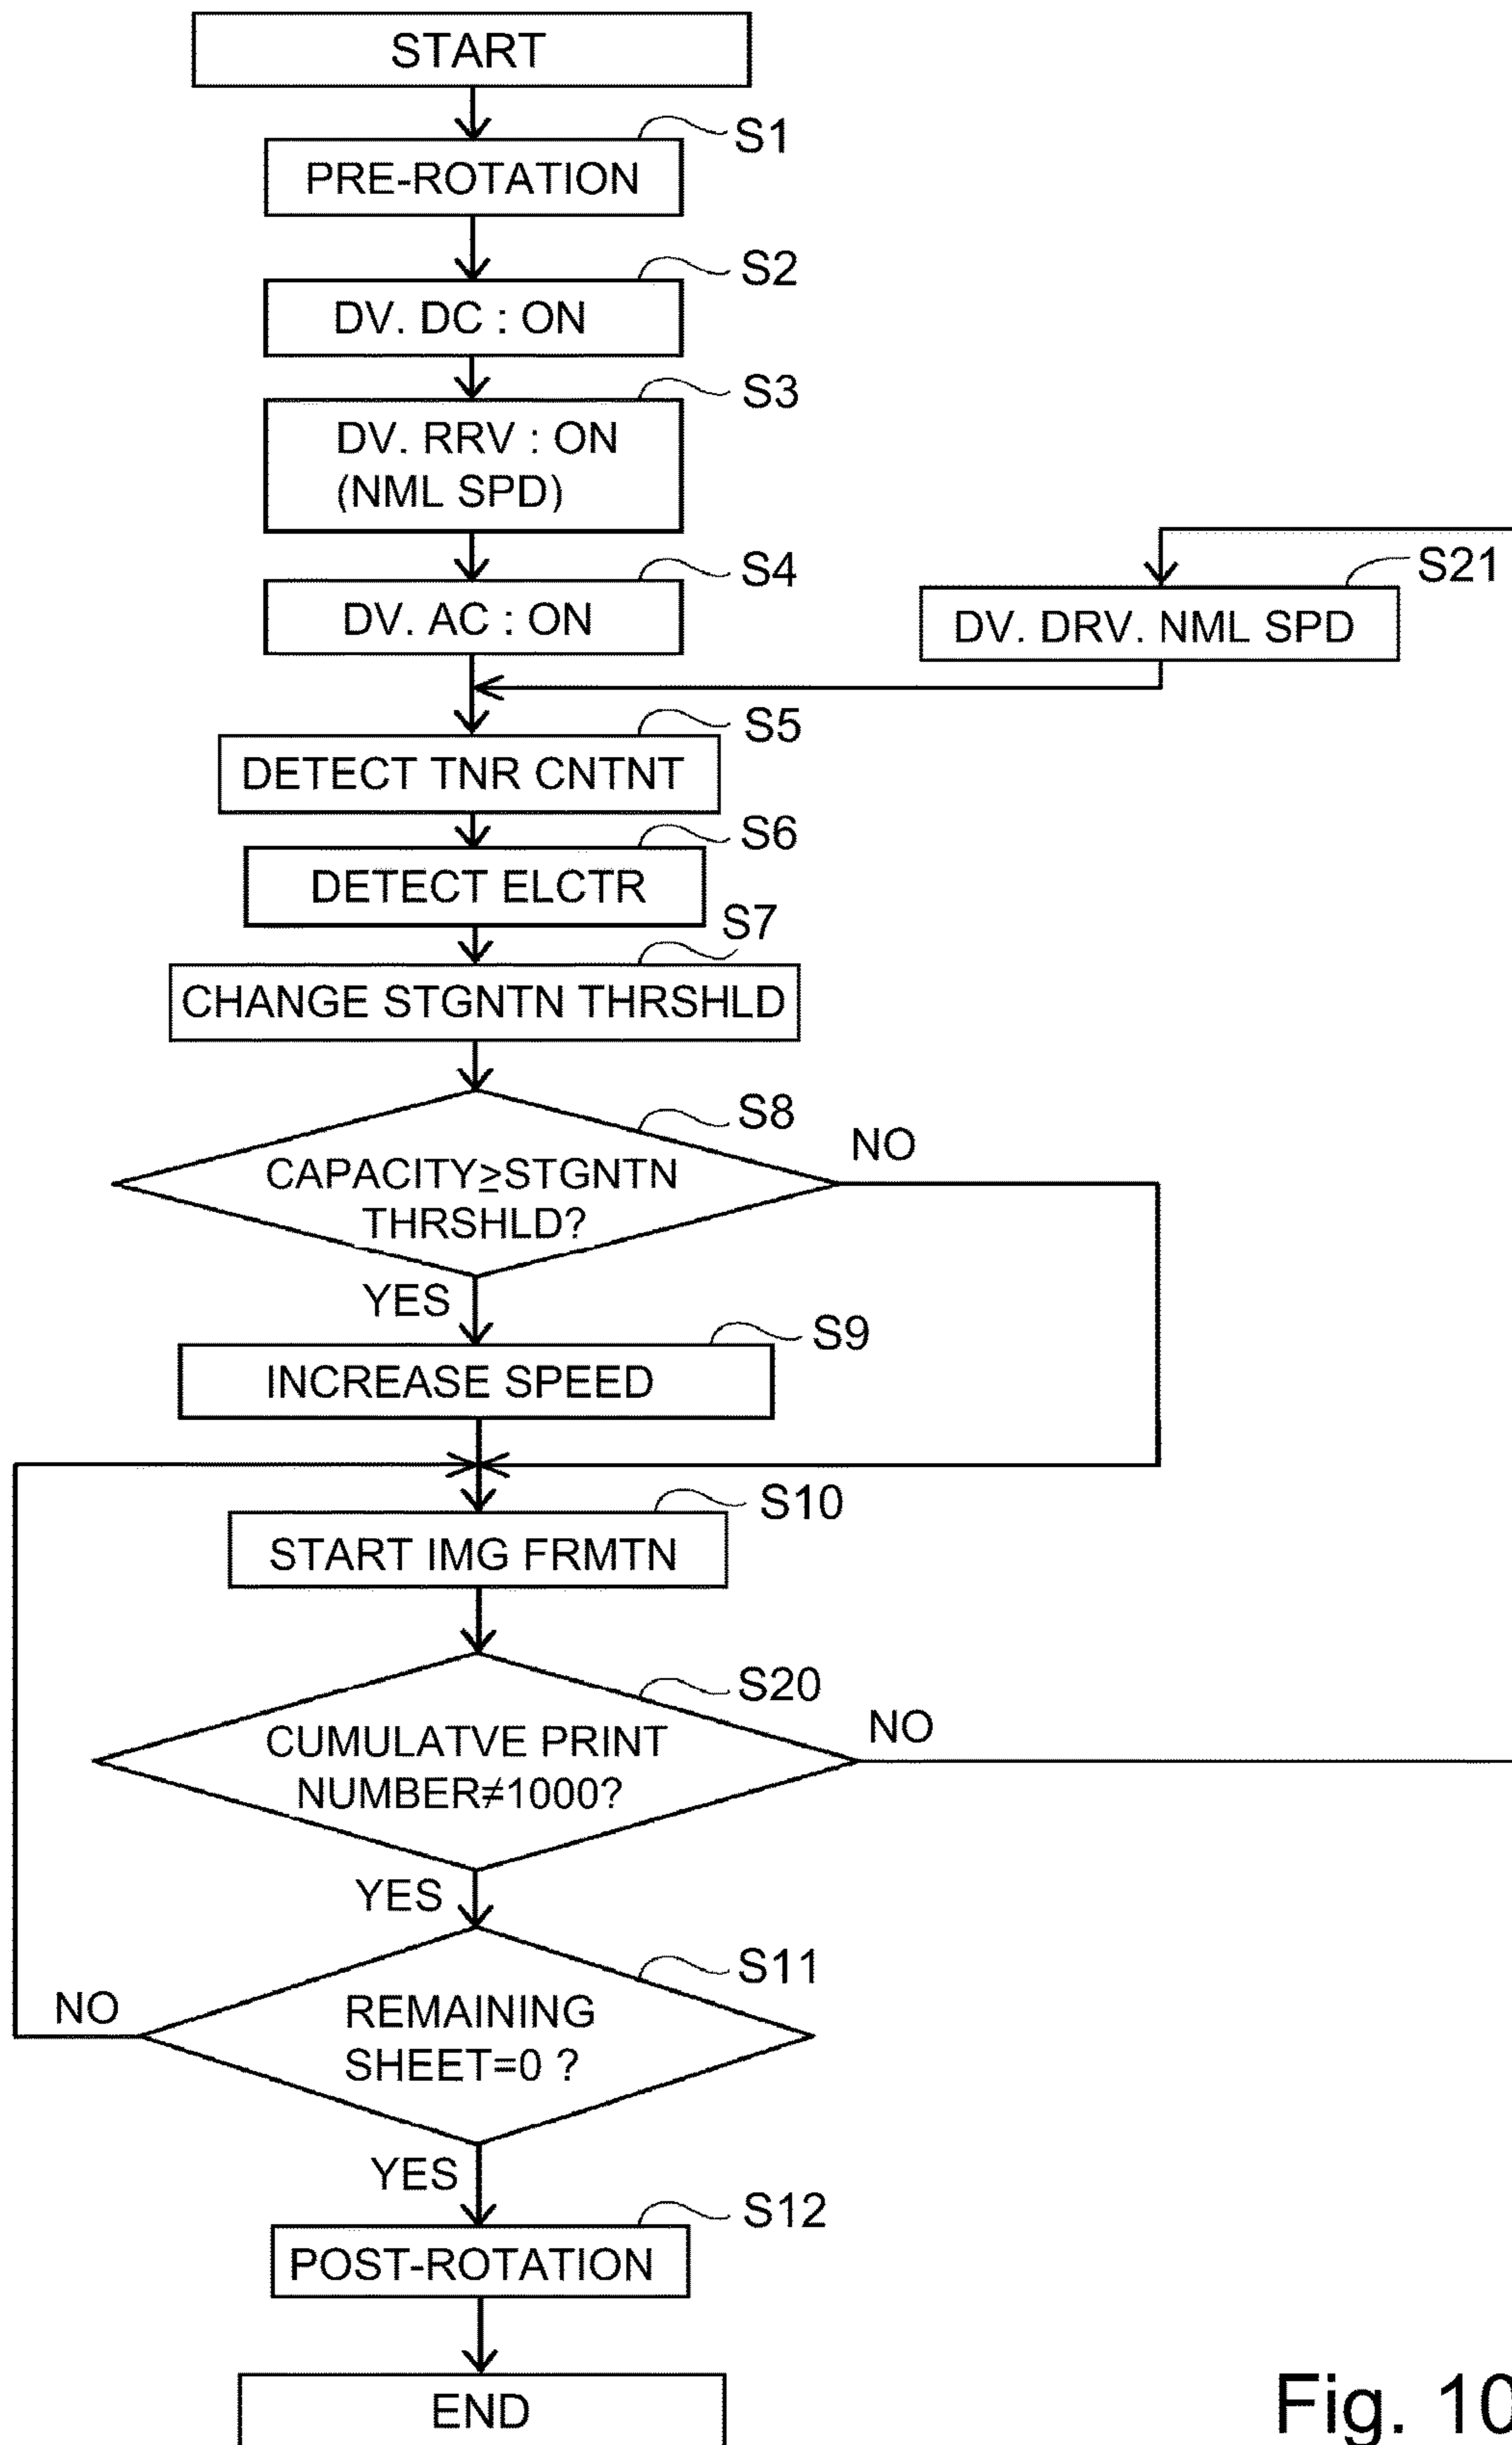 START
S1
PRE-ROTATION
S2
DV. DC : ON
S3
DV. RRV : ON
(NML SPD)
S4
DV. AC : ON
S21
DV. DRV. NML SPD
S5
DETECT TNR CNTNT
S6
DETECT ELCTR
S7
CHANGE STGNTN THRSHLD
S8
NO
CAPACITY≥STGNTN
THRSHLD?
YES
S9
INCREASE SPEED
S10
START IMG FRMTN
S20
NO
CUMULATVE PRINT
NUMBER≠1000?
YES
S11
NO
REMAINING
SHEET=0 ?
YES
S12
POST-ROTATION
END
Fig. 10